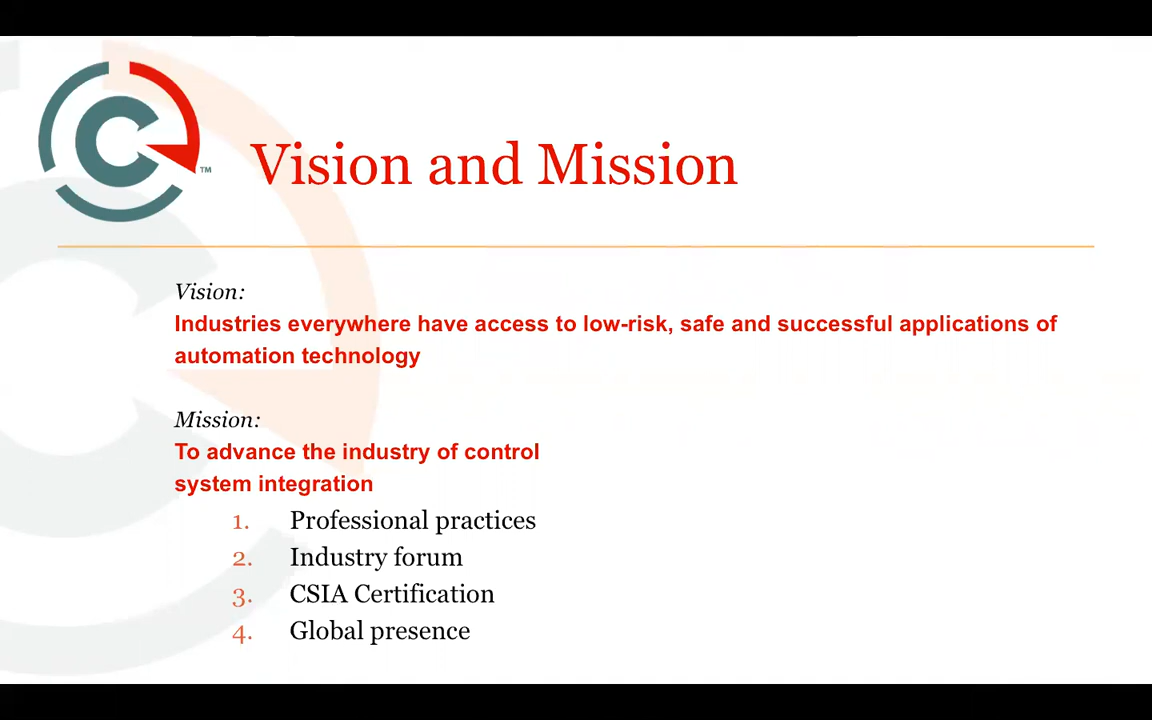 C
TM
Vision and Mission
Vision:
Industries everywhere have access to low-risk, safe and successful applications of
automation technology
Mission:
To advance the industry of control
system integration
1. Professional practices
2. Industry forum
3. CSIA Certification
4. Global presence